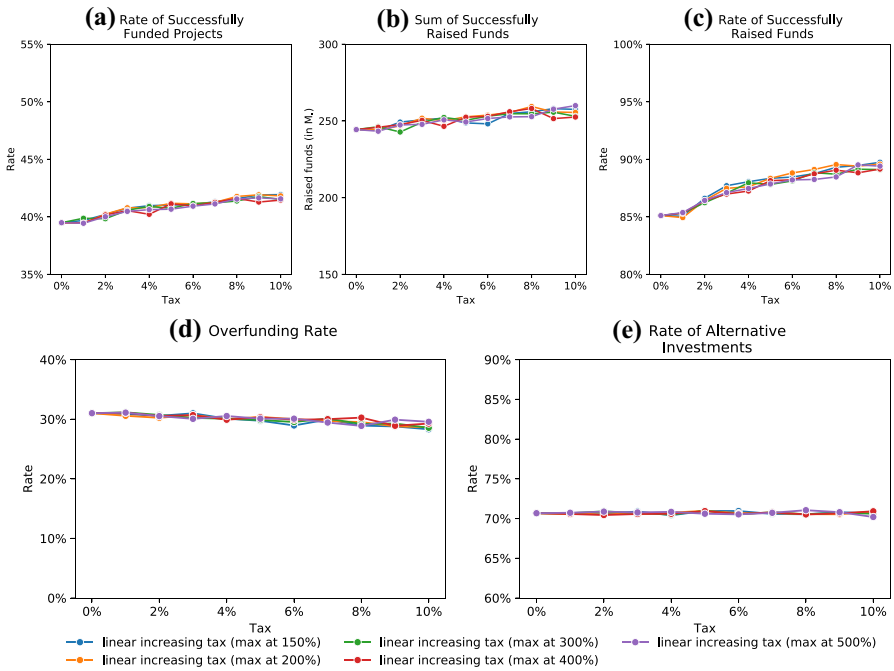 (a) Rate of Successfully
Funded Projects
55%
50%
45%
40%
35%
Rate
0% 2% 4% 6% 8% 10%
Tax
(b) Sum of Successfully
Raised Funds
300
250
200
150
Raised funds (in M.)
0% 2% 4% 6% 8% 10%
Tax
(c) Rate of Successfully
Raised Funds
100%
95%
90%
85%
80%
Rate
0% 2% 4% 6% 8% 10%
Tax
(d) Overfunding Rate
40%
30%
20%
10%
0%
Rate
0% 2% 4% 6% 8% 10%
Tax
(e) Rate of Alternative
Investments
90%
85%
80%
75%
70%
65%
60%
Rate
0% 2% 4% 6% 8% 10%
Tax
linear increasing tax (max at 150%)
linear increasing tax (max at 200%)
linear increasing tax (max at 300%)
linear increasing tax (max at 400%)
linear increasing tax (max at 500%)